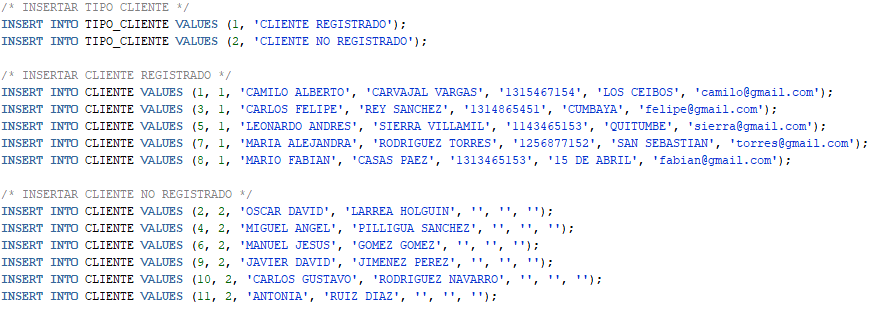 /* INSERTAR TIPO CLIENTE */
INSERT INTO TIPO_CLIENTE VALUES (1, 'CLIENTE REGISTRADO');
INSERT INTO TIPO_CLIENTE VALUES (2, 'CLIENTE NO REGISTRADO');
/* INSERTAR CLIENTE REGISTRADO */
INSERT INTO CLIENTE VALUES (1, 1, 'CAMILO ALBERTO', 'CARVAJAL VARGAS', '1315467154', 'LOS CEIBOS', 'camilo@gmail.com');
INSERT INTO CLIENTE VALUES (3, 1, 'CARLOS FELIPE', 'REY SANCHEZ', '1314865451', 'CUMBAYA', 'felipe@gmail.com');
INSERT INTO CLIENTE VALUES (5, 1, 'LEONARDO ANDRES', 'SIERRA VILLAMIL', '1143465153', 'QUITUMBE', 'sierra@gmail.com');
INSERT INTO CLIENTE VALUES (7, 1, 'MARIA ALEJANDRA', 'RODRIGUEZ TORRES', '1256877152', 'SAN SEBASTIAN', 'torres@gmail.com');
INSERT INTO CLIENTE VALUES (8, 1, 'MARIO FABIAN', 'CASAS PAEZ', '1313465153', '15 DE ABRIL', 'fabian@gmail.com');
/* INSERTAR CLIENTE NO REGISTRADO */
INSERT INTO CLIENTE VALUES (2, 2, 'OSCAR DAVID', 'LARREA HOLGUIN', '', '', '');
INSERT INTO CLIENTE VALUES (4, 2, 'MIGUEL ANGEL', 'PILLIGUA SANCHEZ', '', '', '');
INSERT INTO CLIENTE VALUES (6, 2, 'MANUEL JESUS', 'GOMEZ GOMEZ', '', '', '');
INSERT INTO CLIENTE VALUES (9, 2, 'JAVIER DAVID', 'JIMENEZ PEREZ', '', '', '');
INSERT INTO CLIENTE VALUES (10, 2, 'CARLOS GUSTAVO', 'RODRIGUEZ NAVARRO', '', '', '');
INSERT INTO CLIENTE VALUES (11, 2, 'ANTONIA', 'RUIZ DIAZ', '', '', '');